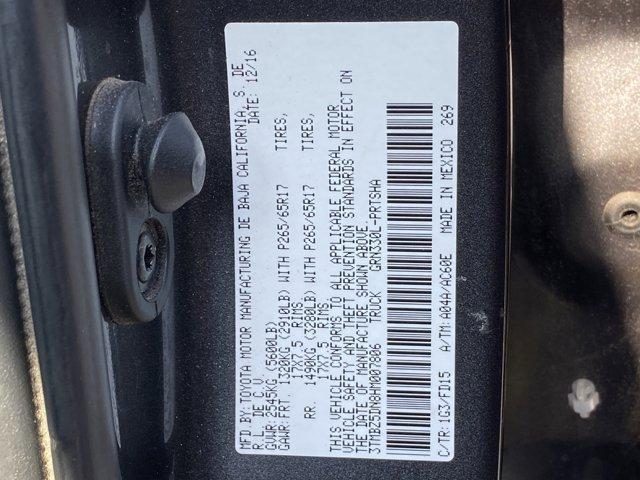 MFD.BY: TOYOTA MOTOR MANUFACTURING DE BAJA CALIFORNIA, S. DE
R.L. DE C.V. DATE: 12/16
GVWR: 2545KG (5600LB)
GAWR: FRT. 1320KG (2910LB) WITH P265/65R17 TIRES,
17X7.5 RIMS,
RR. 1490KG (3280LB) WITH P265/65R17 TIRES,
17X7.5 RIMS
THIS VEHICLE CONFORMS TO ALL APPLICABLE FEDERAL MOTOR
VEHICLE SAFETY AND THEFT PREVENTION STANDARDS IN EFFECT ON
THE DATE OF MANUFACTURE SHOWN ABOVE.
3TMBZ5DN8HM007806 TRUCK GRN330L-PRTSHA
C/TR: 1G3/FD15 A/TM: A04A/AC60E MADE IN MEXICO 269